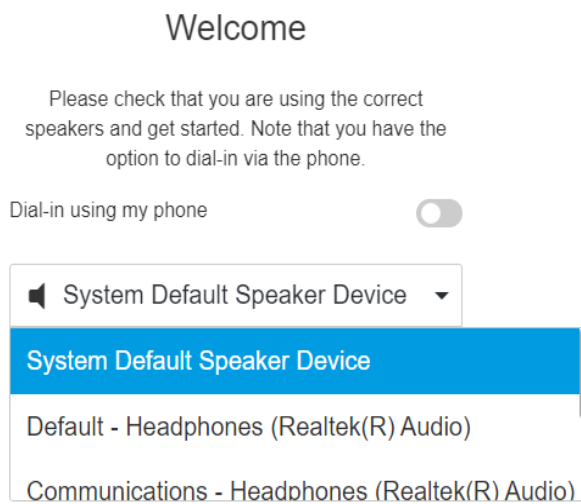 Welcome
Please check that you are using the correct
speakers and get started. Note that you have the
option to dial-in via the phone.
Dial-in using my phone
System Default Speaker Device
System Default Speaker Device
Default - Headphones (Realtek(R) Audio)
Communications - Headphones (Realtek(R) Audio)